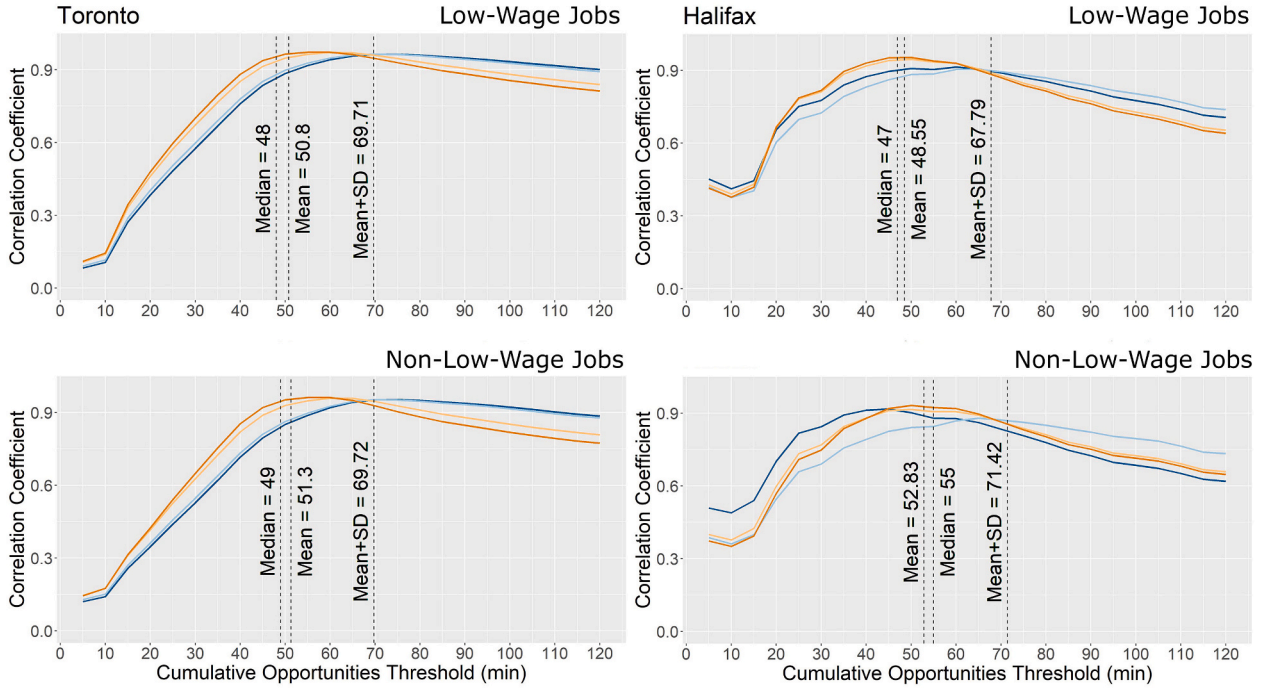 Toronto
Low-Wage Jobs
Correlation Coefficient
0.9
0.6
0.3
0.0
Median = 48
Mean = 50.8
Mean+SD = 69.71
0 10 20 30 40 50 60 70 80 90 100 110 120
Halifax
Low-Wage Jobs
Correlation Coefficient
0.9
0.6
0.3
0.0
Median = 47
Mean = 48.55
Mean+SD = 67.79
0 10 20 30 40 50 60 70 80 90 100 110 120
Non-Low-Wage Jobs
Correlation Coefficient
0.9
0.6
0.3
0.0
Median = 49
Mean = 51.3
Mean+SD = 69.72
0 10 20 30 40 50 60 70 80 90 100 110 120
Cumulative Opportunities Threshold (min)
Non-Low-Wage Jobs
Correlation Coefficient
0.9
0.6
0.3
0.0
Mean = 52.83
Median = 55
Mean+SD = 71.42
0 10 20 30 40 50 60 70 80 90 100 110 120
Cumulative Opportunities Threshold (min)